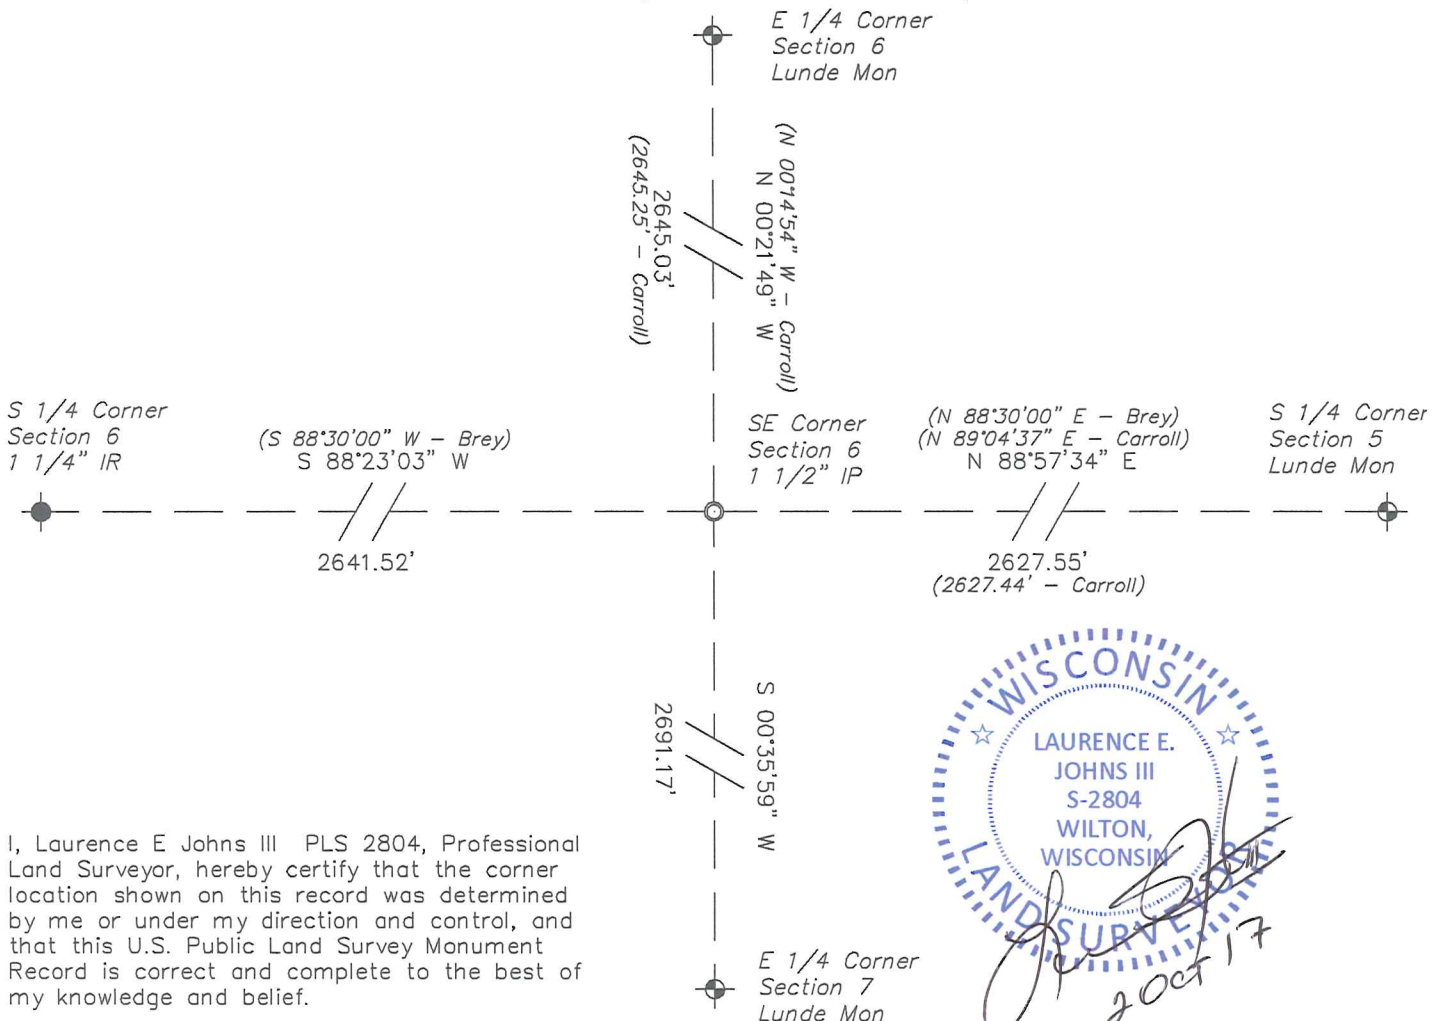 E 1/4 Corner
Section 6
Lunde Mon
(N 00°14'54" W – Carroll)
N 00°21'49" W
2645.03'
(2645.25' – Carroll)
S 1/4 Corner
Section 6
1 1/4" IR
(S 88°30'00" W – Brey)
S 88°23'03" W
2641.52'
SE Corner
Section 6
1 1/2" IP
(N 88°30'00" E – Brey)
(N 89°04'37" E – Carroll)
N 88°57'34" E
2627.55'
(2627.44' – Carroll)
S 1/4 Corner
Section 5
Lunde Mon
S 00°35'59" W
2691.17'
WISCONSIN
LAURENCE E.
JOHNS III
S-2804
WILTON,
WISCONSIN
LAND SURVEYOR
2 OCT 17
I, Laurence E Johns III PLS 2804, Professional
Land Surveyor, hereby certify that the corner
location shown on this record was determined
by me or under my direction and control, and
that this U.S. Public Land Survey Monument
Record is correct and complete to the best of
my knowledge and belief.
E 1/4 Corner
Section 7
Lunde Mon